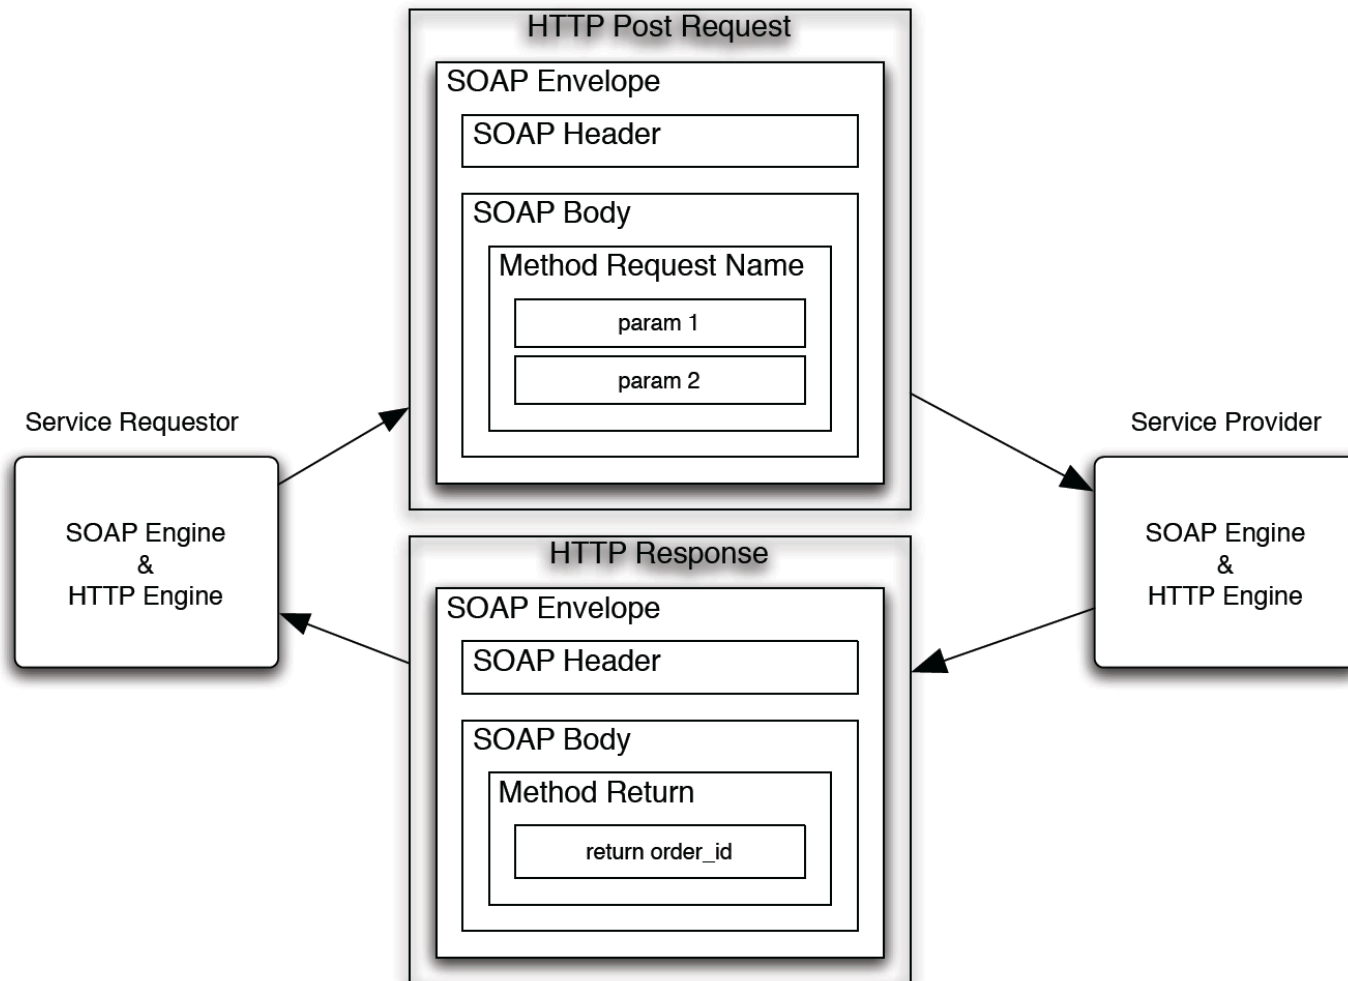 HTTP Post Request
SOAP Envelope
SOAP Header
SOAP Body
Method Request Name
param 1
param 2
Service Requestor
SOAP Engine
&
HTTP Engine
Service Provider
SOAP Engine
&
HTTP Engine
HTTP Response
SOAP Envelope
SOAP Header
SOAP Body
Method Return
return order_id